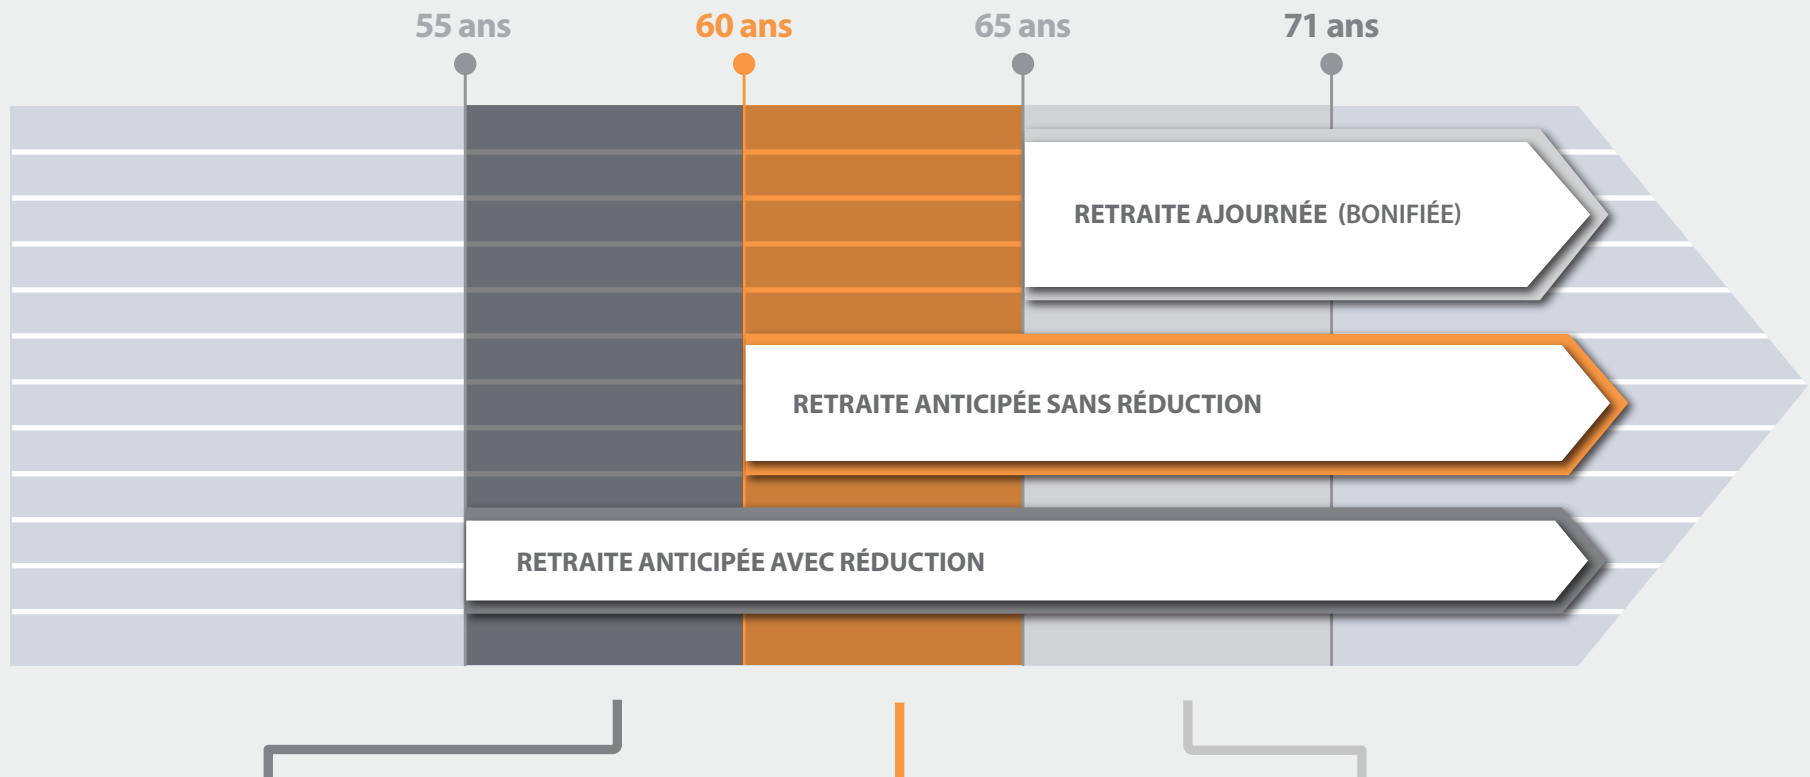 55 ans
60 ans
65 ans
71 ans
RETRAITE AJOURNÉE (BONIFIÉE)
RETRAITE ANTICIPÉE SANS RÉDUCTION
RETRAITE ANTICIPÉE AVEC RÉDUCTION